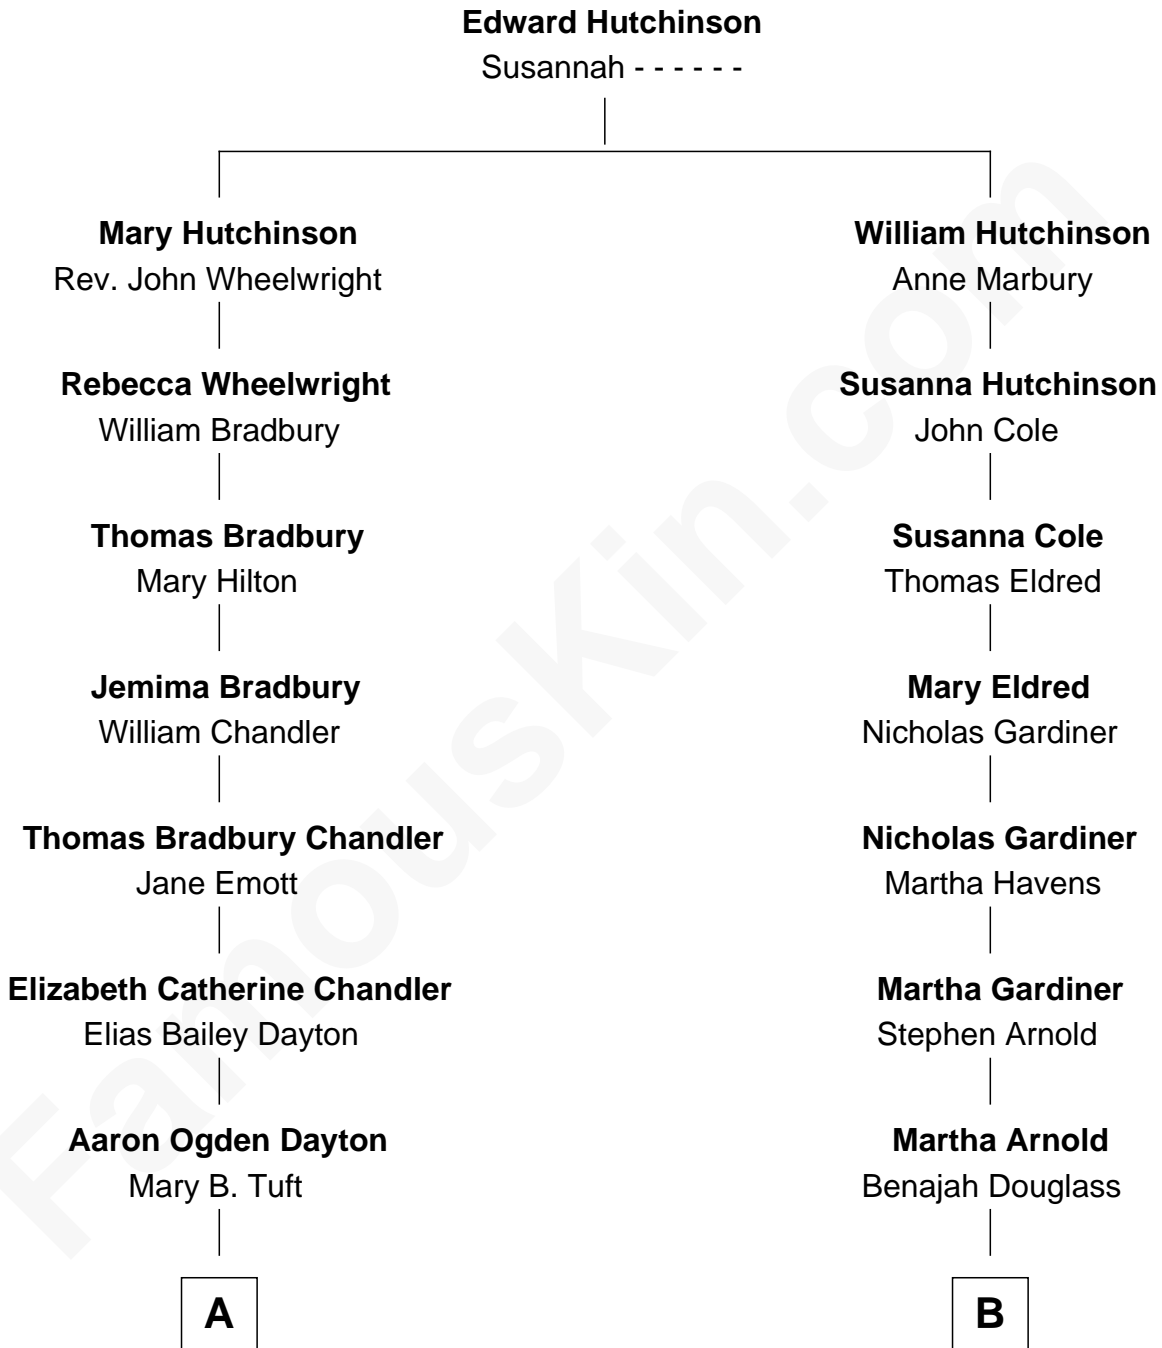 Edward Hutchinson
Susannah - - - - - -
Mary Hutchinson
Rev. John Wheelwright
William Hutchinson
Anne Marbury
Rebecca Wheelwright
William Bradbury
Susanna Hutchinson
John Cole
Thomas Bradbury
Mary Hilton
Susanna Cole
Thomas Eldred
Jemima Bradbury
William Chandler
Mary Eldred
Nicholas Gardiner
Thomas Bradbury Chandler
Jane Emott
Nicholas Gardiner
Martha Havens
Elizabeth Catherine Chandler
Elias Bailey Dayton
Martha Gardiner
Stephen Arnold
Aaron Ogden Dayton
Mary B. Tuft
Martha Arnold
Benajah Douglass
A
B
FamousKin.com